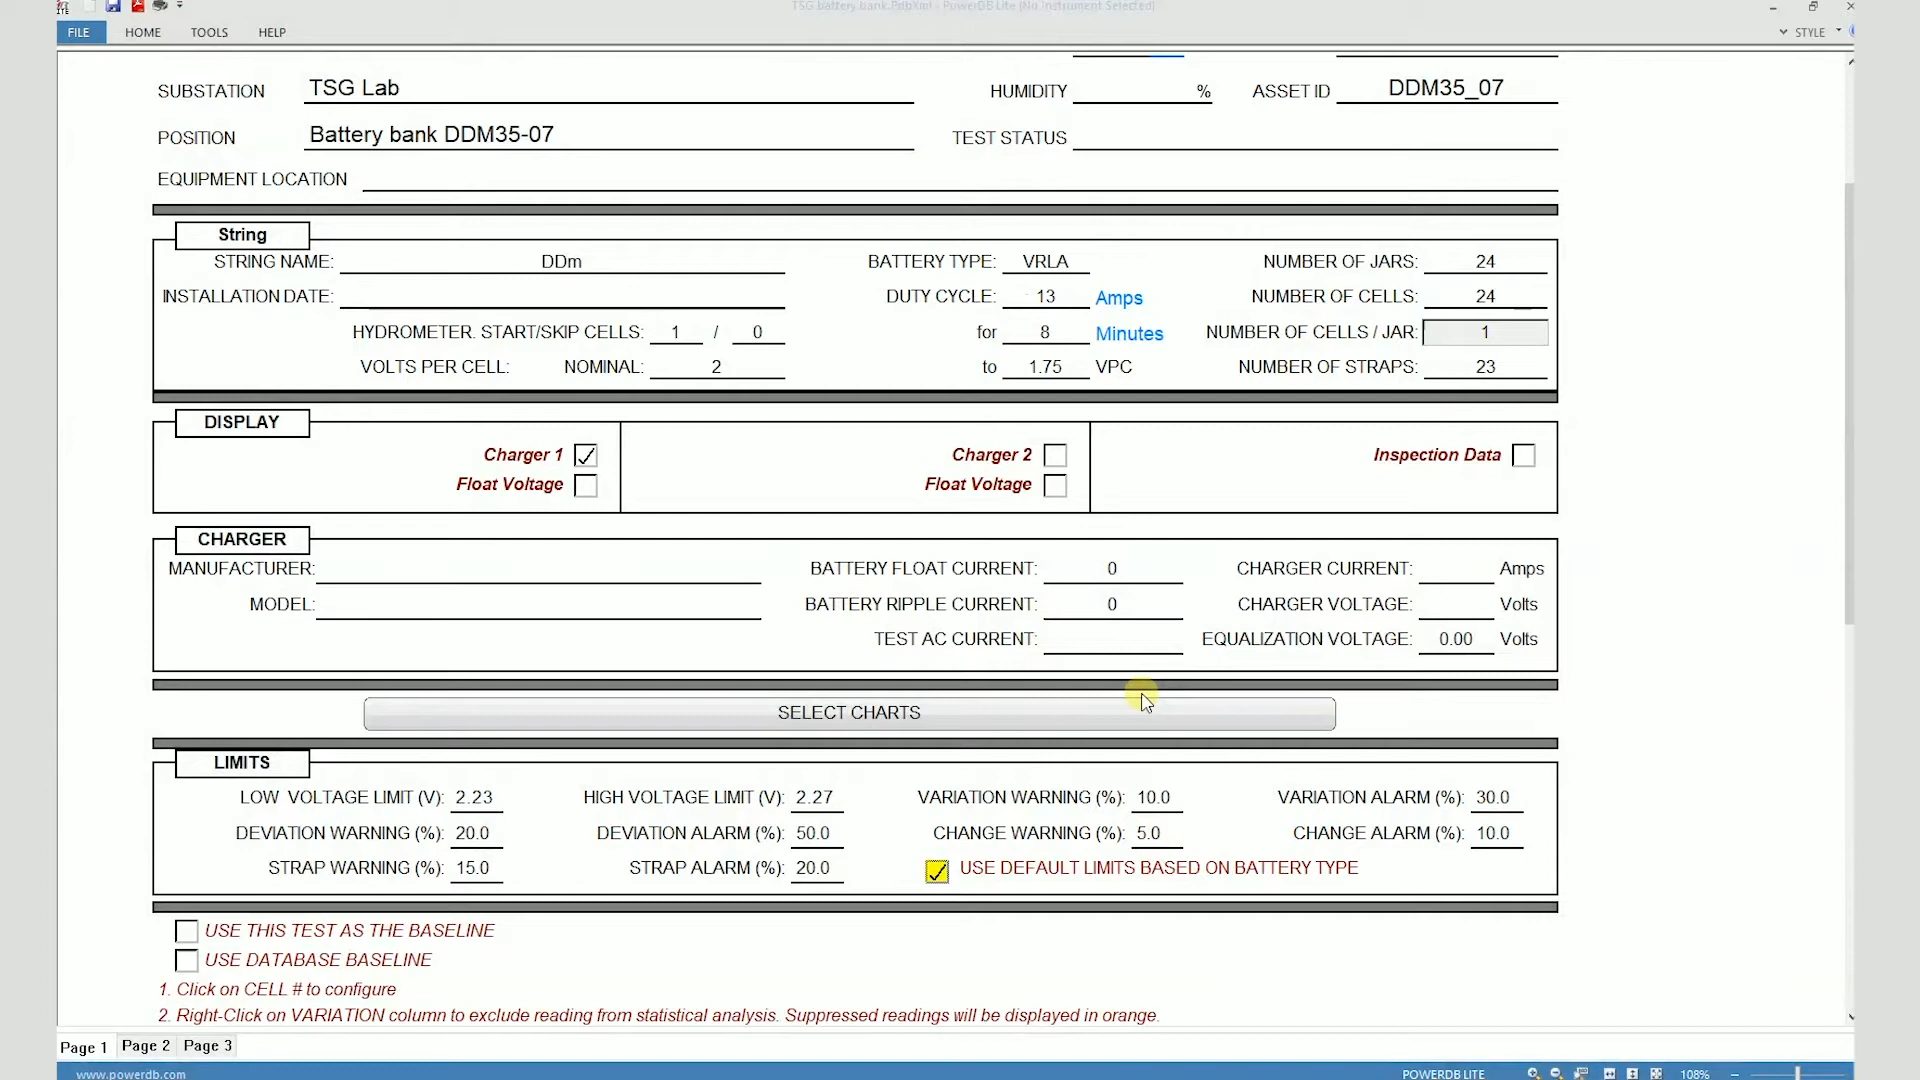 TSG battery bank.PdbXml - PowerDB Lite (No Instrument Selected)
FILE HOME TOOLS HELP STYLE
SUBSTATION TSG Lab HUMIDITY % ASSET ID DDM35_07
POSITION Battery bank DDM35-07 TEST STATUS
EQUIPMENT LOCATION
String
STRING NAME: DDm BATTERY TYPE: VRLA NUMBER OF JARS: 24
INSTALLATION DATE: DUTY CYCLE: 13 Amps NUMBER OF CELLS: 24
HYDROMETER. START/SKIP CELLS: 1 / 0 for 8 Minutes NUMBER OF CELLS / JAR: 1
VOLTS PER CELL: NOMINAL: 2 to 1.75 VPC NUMBER OF STRAPS: 23
DISPLAY
Charger 1 Charger 2 Inspection Data
Float Voltage Float Voltage
CHARGER
MANUFACTURER: BATTERY FLOAT CURRENT: 0 CHARGER CURRENT: Amps
MODEL: BATTERY RIPPLE CURRENT: 0 CHARGER VOLTAGE: Volts
TEST AC CURRENT: EQUALIZATION VOLTAGE: 0.00 Volts
SELECT CHARTS
LIMITS
LOW VOLTAGE LIMIT (V): 2.23 HIGH VOLTAGE LIMIT (V): 2.27 VARIATION WARNING (%): 10.0 VARIATION ALARM (%): 30.0
DEVIATION WARNING (%): 20.0 DEVIATION ALARM (%): 50.0 CHANGE WARNING (%): 5.0 CHANGE ALARM (%): 10.0
STRAP WARNING (%): 15.0 STRAP ALARM (%): 20.0 USE DEFAULT LIMITS BASED ON BATTERY TYPE
USE THIS TEST AS THE BASELINE
USE DATABASE BASELINE
1. Click on CELL # to configure
2. Right-Click on VARIATION column to exclude reading from statistical analysis. Suppressed readings will be displayed in orange.
Page 1 Page 2 Page 3
www.powerdb.com POWERDB LITE 108%